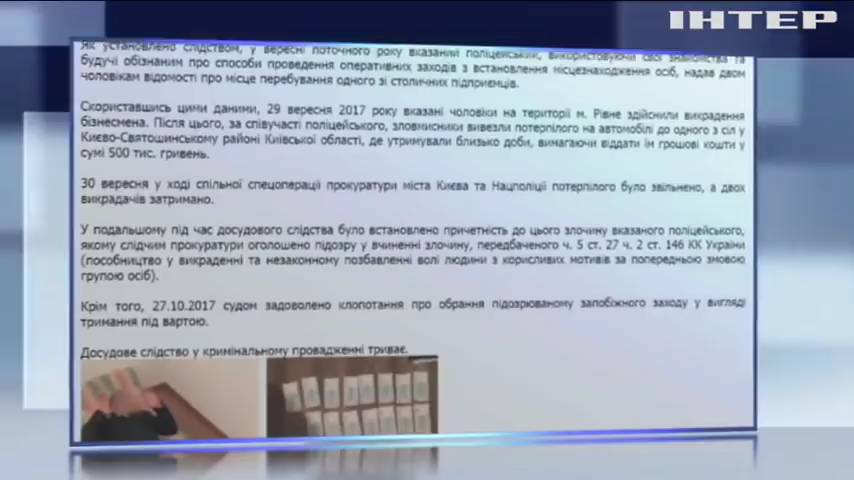 ІНТЕР
Як установлено слідством, у вересні поточного року вказаний поліцейський, використовуючи свої знайомства та
будучі обізнаним про способи проведення оперативних заходів з встановлення місцезнаходження осіб, надав двом
чоловікам відомості про місце перебування одного зі столичних підприємців.
Скориставшись цими даними, 29 вересня 2017 року вказані чоловіки на території м. Рівне здійснили викрадення
бізнесмена. Після цього, за співучасті поліцейського, зловмисники вивезли потерпілого на автомобілі до одного з сіл у
Києво-Святошинському районі Київської області, де утримували близько доби, вимагаючи віддати їм грошові кошти у
сумі 500 тис. гривень.
30 вересня у ході спільної спецоперації прокуратури міста Києва та Нацполіції потерпілого було звільнено, а двох
викрадачів затримано.
У подальшому під час досудового слідства було встановлено причетність до цього злочину вказаного поліцейського,
якому слідчим прокуратури оголошено підозру у вчиненні злочину, передбаченого ч. 5 ст. 27 ч. 2 ст. 146 КК України
(пособництво у викраденні та незаконному позбавленні волі людини з корисливих мотивів за попередньою змовою
групою осіб).
Крім того, 27.10.2017 судом задоволено клопотання про обрання підозрюваному запобіжного заходу у вигляді
тримання під вартою.
Досудове слідство у кримінальному провадженні триває.